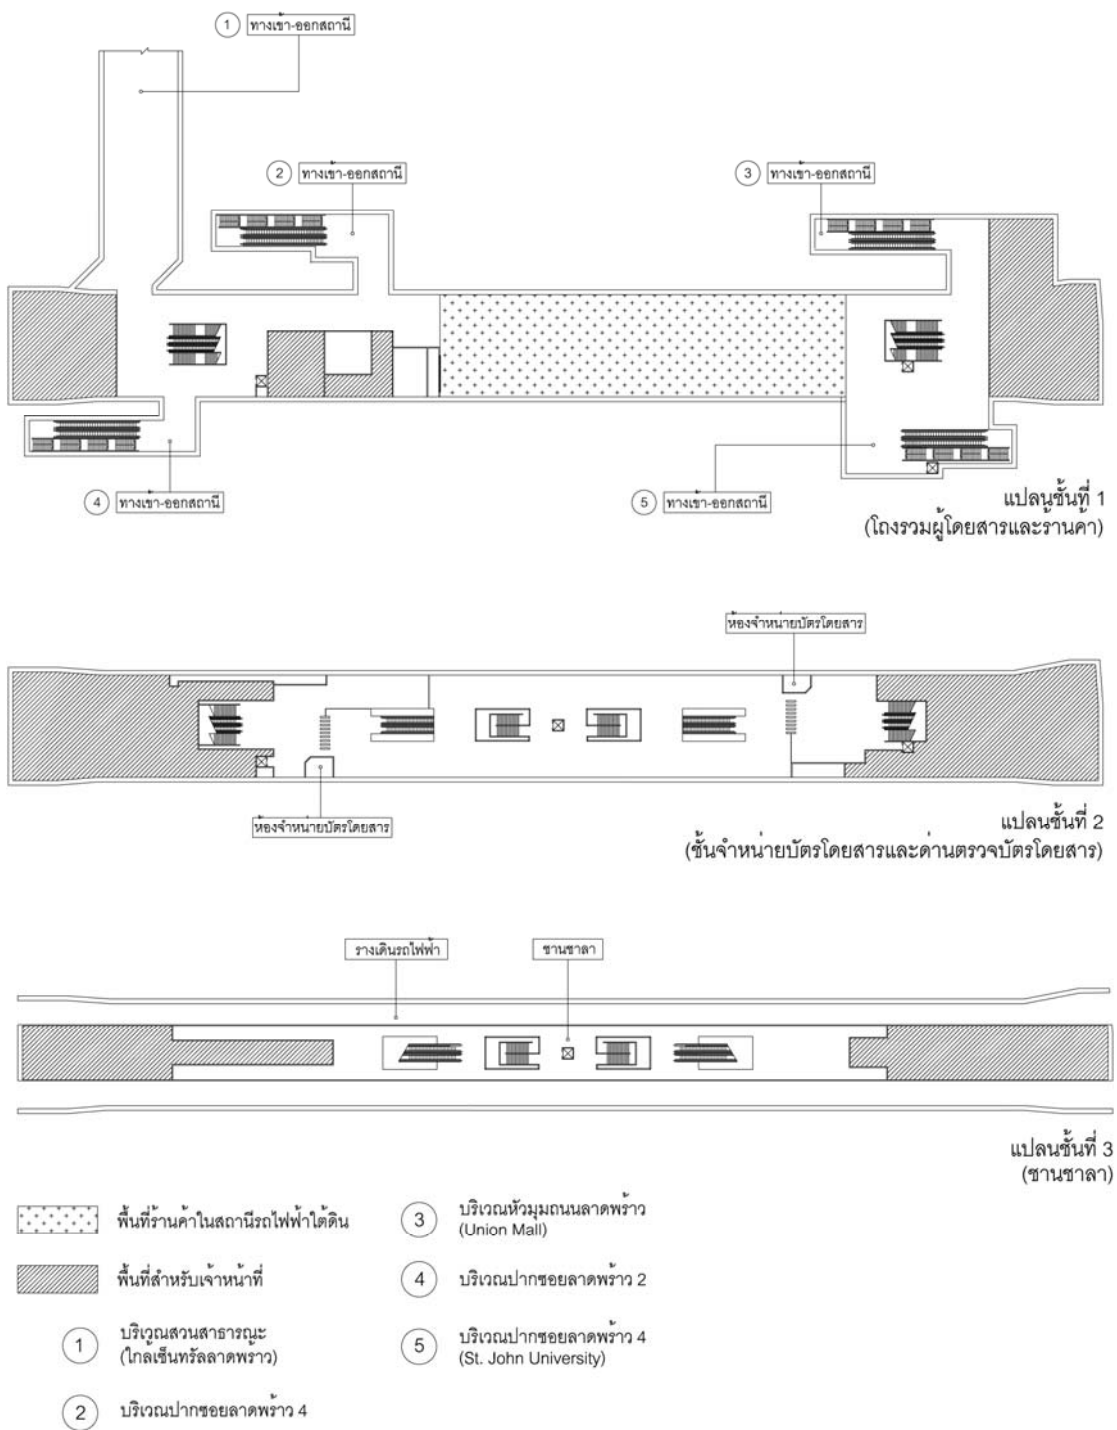 1 ทางเข้า-ออกสถานี
2 ทางเข้า-ออกสถานี
3 ทางเข้า-ออกสถานี
4 ทางเข้า-ออกสถานี
5 ทางเข้า-ออกสถานี
แปลนชั้นที่ 1
(โถงรวมผู้โดยสารและร้านค้า)
ห้องจำหน่ายบัตรโดยสาร
ห้องจำหน่ายบัตรโดยสาร
แปลนชั้นที่ 2
(ชั้นจำหน่ายบัตรโดยสารและด่านตรวจบัตรโดยสาร)
รางเดินรถไฟฟ้า
ชานชาลา
แปลนชั้นที่ 3
(ชานชาลา)
พื้นที่ร้านค้าในสถานีรถไฟฟ้าใต้ดิน
พื้นที่สำหรับเจ้าหน้าที่
1 บริเวณสวนสาธารณะ
(ใกล้เซ็นทรัลลาดพร้าว)
2 บริเวณปากซอยลาดพร้าว 4
3 บริเวณหัวมุมถนนลาดพร้าว
(Union Mall)
4 บริเวณปากซอยลาดพร้าว 2
5 บริเวณปากซอยลาดพร้าว 4
(St. John University)